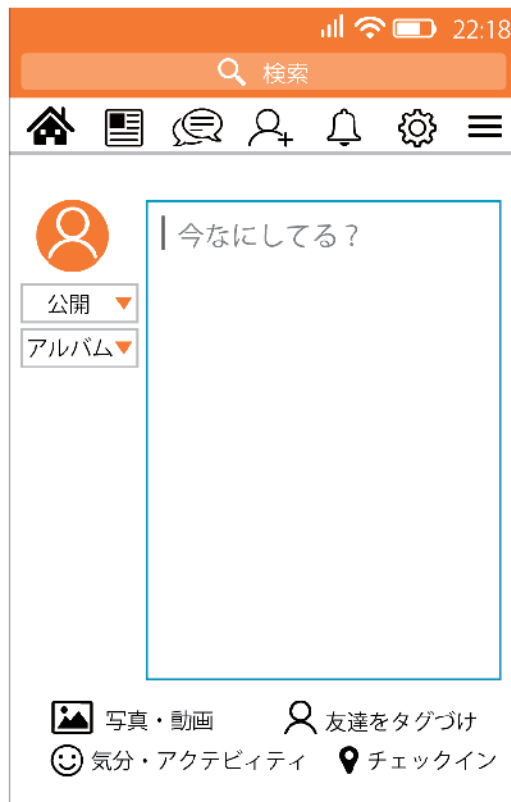 22:18
検索
今なにしてる？
公開
アルバム
写真・動画
友達をタグづけ
気分・アクテビィティ
チェックイン